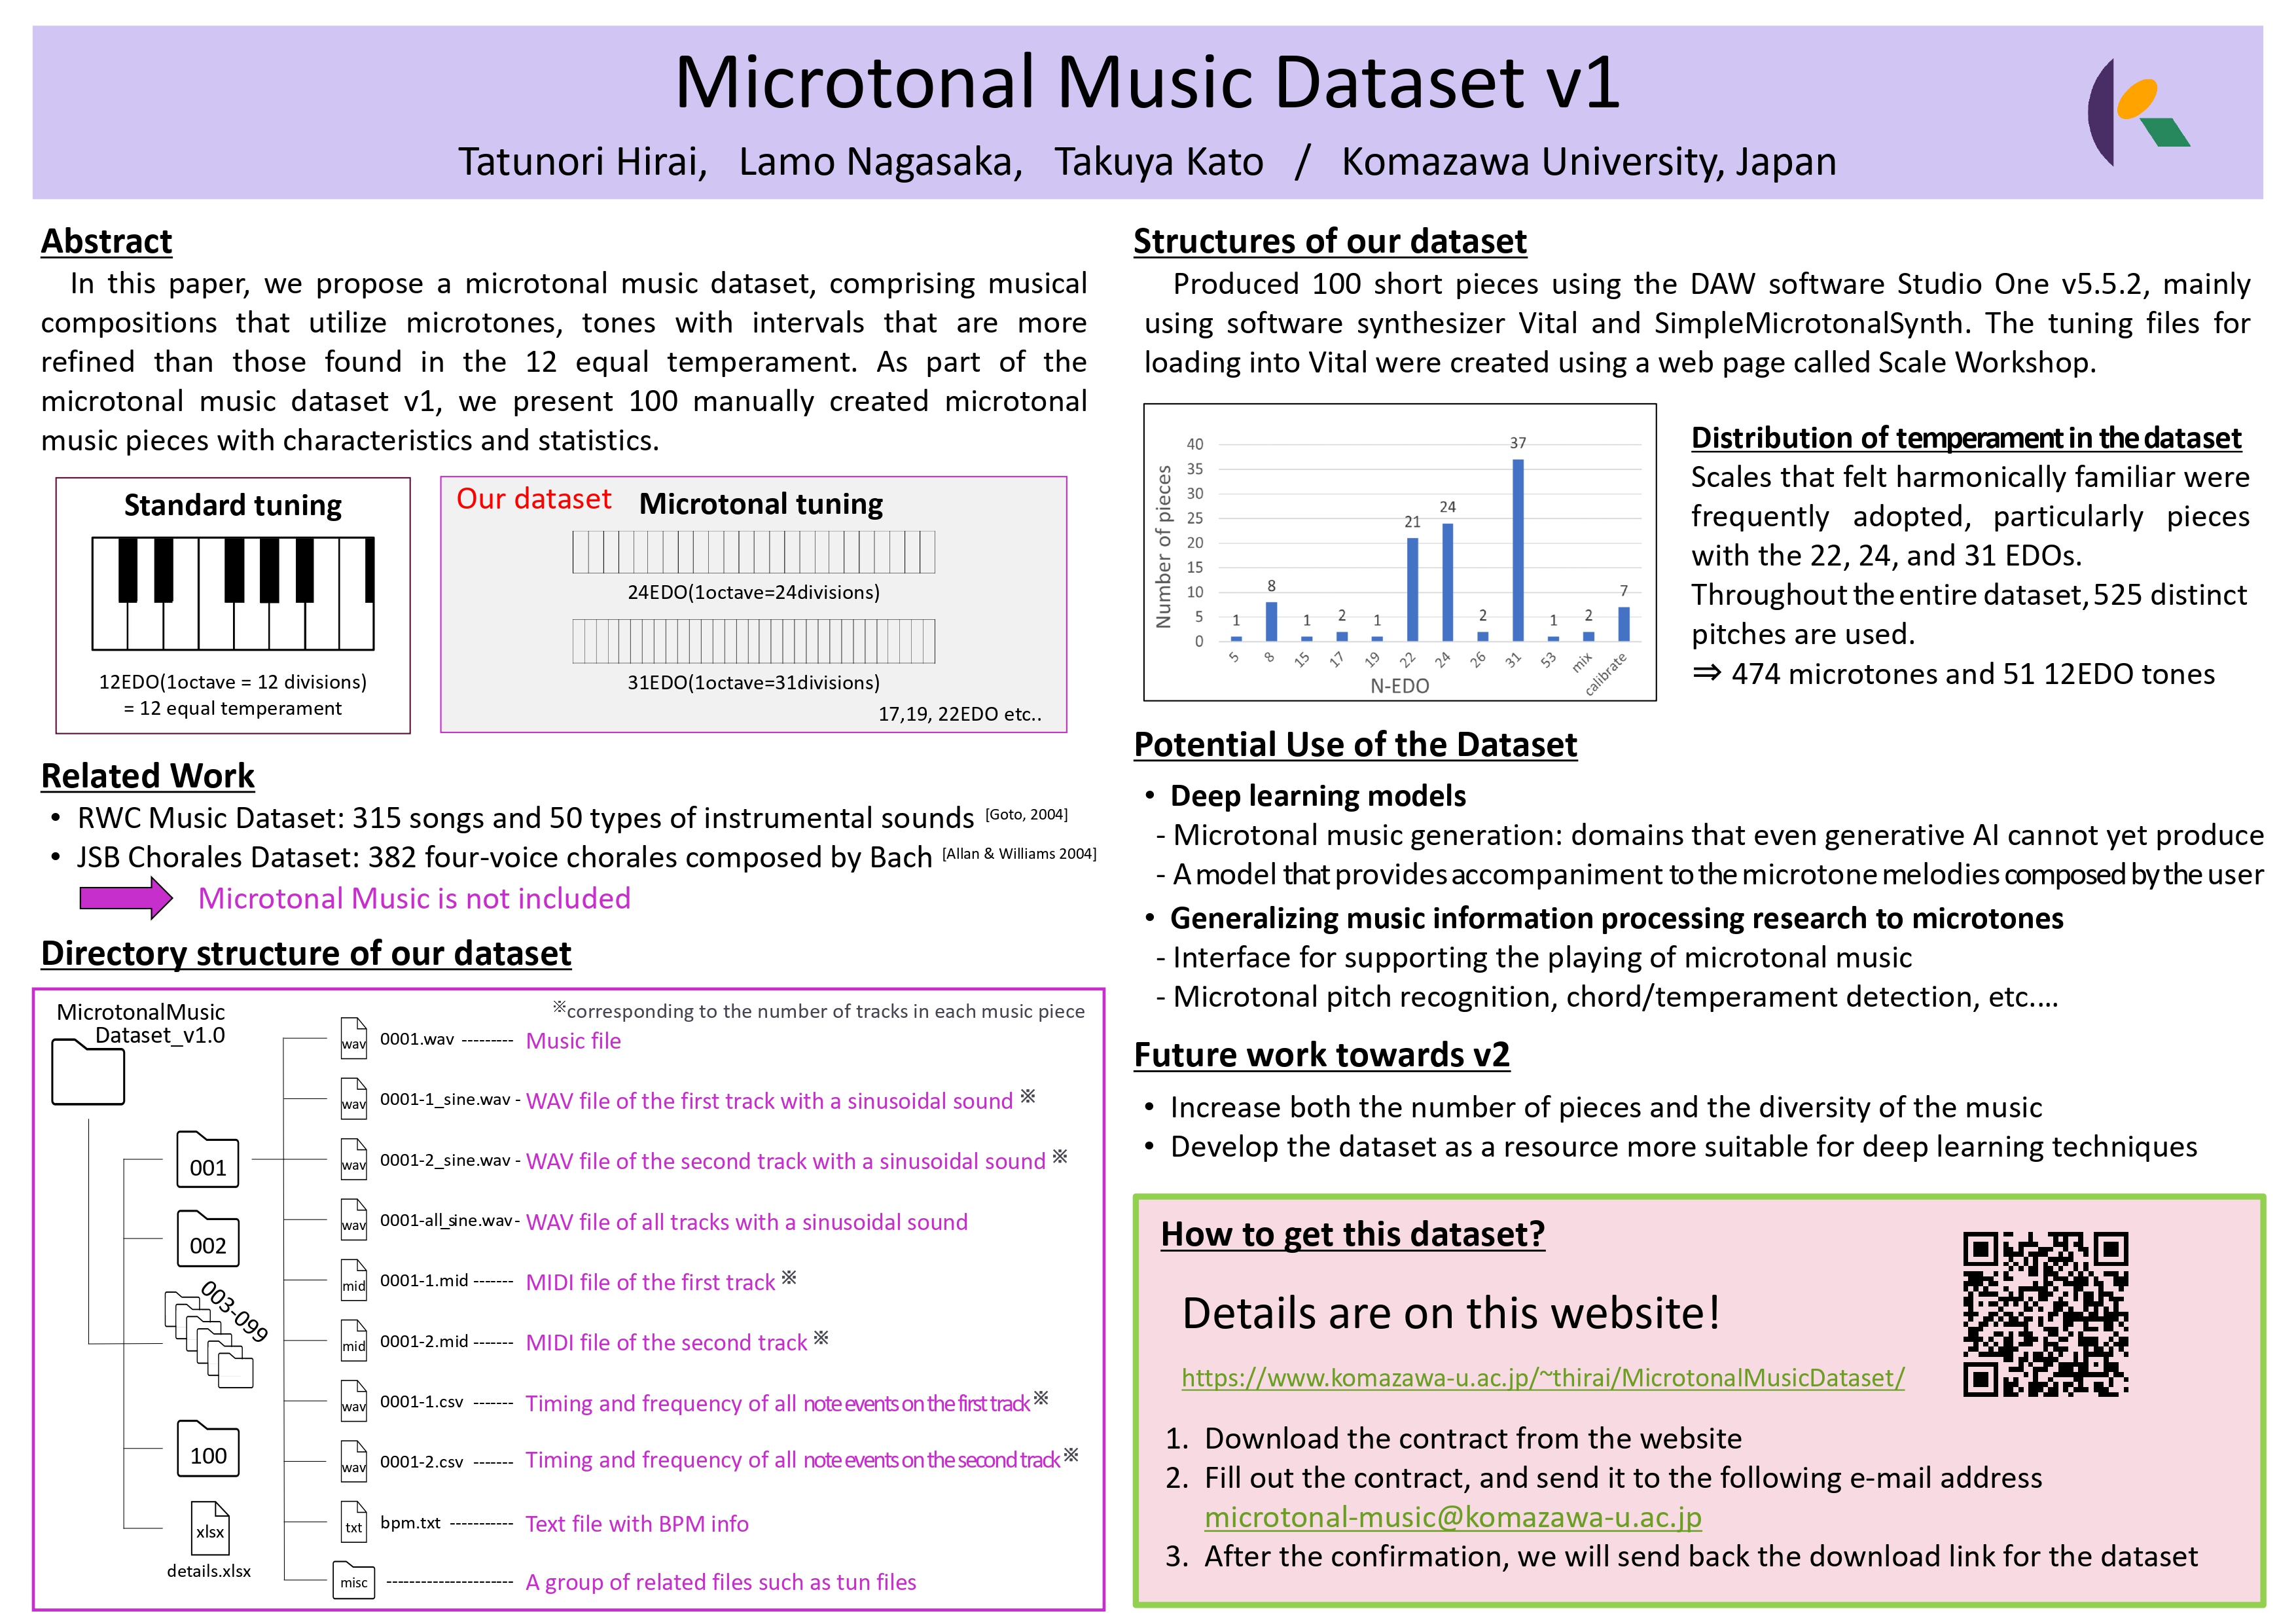 Microtonal Music Dataset v1
Tatunori Hirai, Lamo Nagasaka, Takuya Kato / Komazawa University, Japan
Abstract
In this paper, we propose a microtonal music dataset, comprising musical
compositions that utilize microtones, tones with intervals that are more
refined than those found in the 12 equal temperament. As part of the
microtonal music dataset v1, we present 100 manually created microtonal
music pieces with characteristics and statistics.
Standard tuning
12EDO(1octave = 12 divisions)
= 12 equal temperament
Our dataset
Microtonal tuning
24EDO(1octave=24divisions)
31EDO(1octave=31divisions)
17,19, 22EDO etc..
Related Work
• RWC Music Dataset: 315 songs and 50 types of instrumental sounds [Goto, 2004]
• JSB Chorales Dataset: 382 four-voice chorales composed by Bach [Allan & Williams 2004]
Microtonal Music is not included
Directory structure of our dataset
MicrotonalMusic
Dataset_v1.0
※corresponding to the number of tracks in each music piece
001
002
003-099
100
xlsx
details.xlsx
wav 0001.wav --------- Music file
wav 0001-1_sine.wav - WAV file of the first track with a sinusoidal sound ※
wav 0001-2_sine.wav - WAV file of the second track with a sinusoidal sound ※
wav 0001-all_sine.wav- WAV file of all tracks with a sinusoidal sound
mid 0001-1.mid ------- MIDI file of the first track ※
mid 0001-2.mid ------- MIDI file of the second track ※
wav 0001-1.csv ------- Timing and frequency of all note events on the first track ※
wav 0001-2.csv ------- Timing and frequency of all note events on the second track ※
txt bpm.txt ----------- Text file with BPM info
misc ---------------------- A group of related files such as tun files
Structures of our dataset
Produced 100 short pieces using the DAW software Studio One v5.5.2, mainly
using software synthesizer Vital and SimpleMicrotonalSynth. The tuning files for
loading into Vital were created using a web page called Scale Workshop.
Number of pieces
40
35
30
25
20
15
10
5
0
1 8 1 2 1 21 24 2 37 1 2 7
5 8 15 17 19 22 24 26 31 53 mix calibrate
N-EDO
Distribution of temperament in the dataset
Scales that felt harmonically familiar were
frequently adopted, particularly pieces
with the 22, 24, and 31 EDOs.
Throughout the entire dataset, 525 distinct
pitches are used.
⇒ 474 microtones and 51 12EDO tones
Potential Use of the Dataset
• Deep learning models
- Microtonal music generation: domains that even generative AI cannot yet produce
- A model that provides accompaniment to the microtone melodies composed by the user
• Generalizing music information processing research to microtones
- Interface for supporting the playing of microtonal music
- Microtonal pitch recognition, chord/temperament detection, etc....
Future work towards v2
• Increase both the number of pieces and the diversity of the music
• Develop the dataset as a resource more suitable for deep learning techniques
How to get this dataset?
Details are on this website!
https://www.komazawa-u.ac.jp/~thirai/MicrotonalMusicDataset/
1. Download the contract from the website
2. Fill out the contract, and send it to the following e-mail address
microtonal-music@komazawa-u.ac.jp
3. After the confirmation, we will send back the download link for the dataset